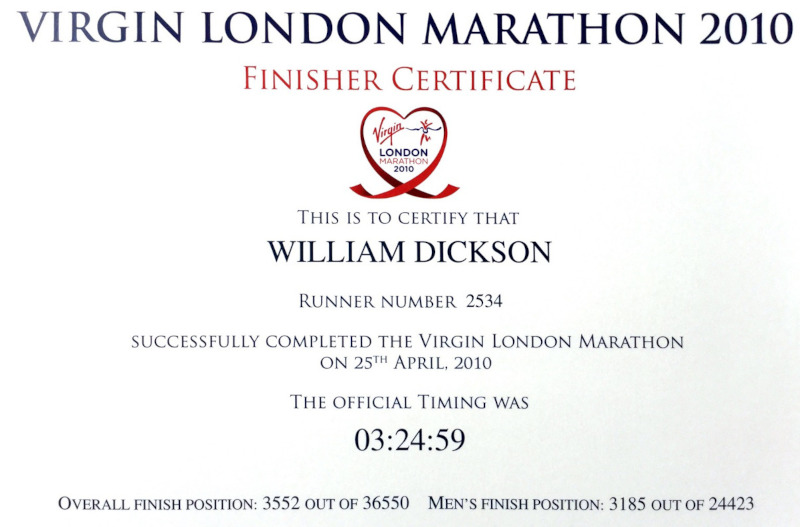 VIRGIN LONDON MARATHON 2010
FINISHER CERTIFICATE
Virgin
LONDON
MARATHON
2010
THIS IS TO CERTIFY THAT
WILLIAM DICKSON
RUNNER NUMBER 2534
SUCCESSFULLY COMPLETED THE VIRGIN LONDON MARATHON
ON 25TH APRIL, 2010
THE OFFICIAL TIMING WAS
03:24:59
OVERALL FINISH POSITION: 3552 OUT OF 36550 MEN'S FINISH POSITION: 3185 OUT OF 24423